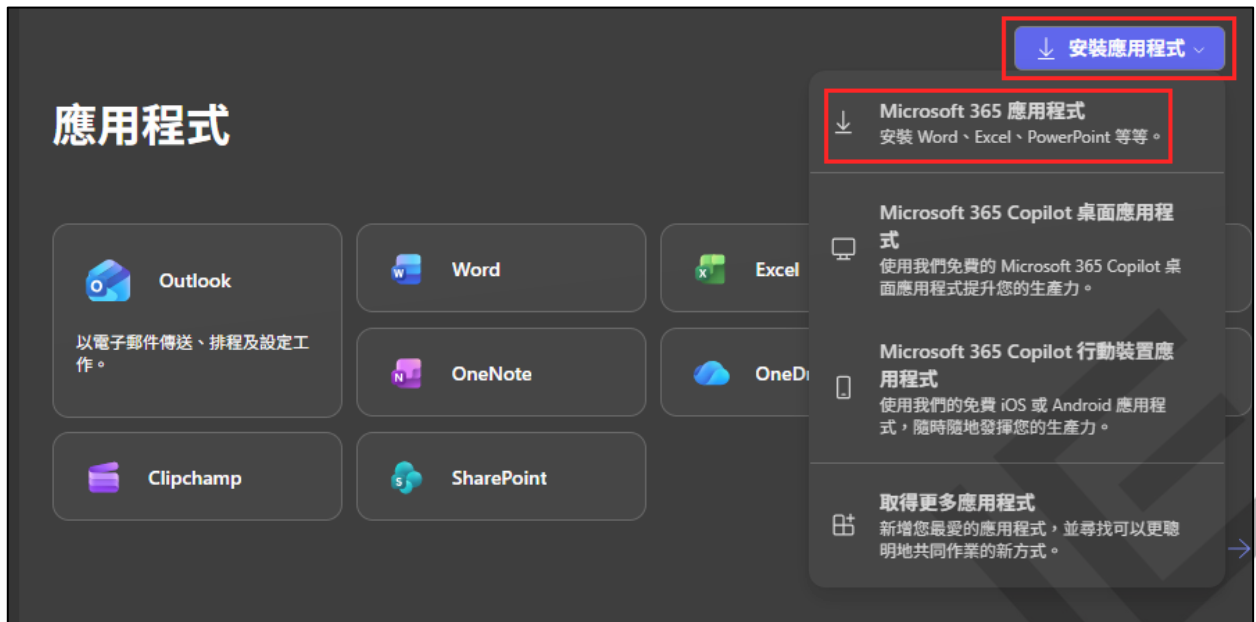 安裝應用程式
應用程式
Microsoft 365 應用程式
安裝 Word、Excel、PowerPoint 等等。
Microsoft 365 Copilot 桌面應用程
式
使用我們免費的 Microsoft 365 Copilot 桌
面應用程式提升您的生產力。
Microsoft 365 Copilot 行動裝置應
用程式
使用我們的免費 iOS 或 Android 應用程
式，隨時隨地發揮您的生產力。
取得更多應用程式
新增您最愛的應用程式，並尋找可以更聰
明地共同作業的新方式。
Outlook
以電子郵件傳送、排程及設定工
作。
Word
Excel
OneNote
OneDr
Clipchamp
SharePoint